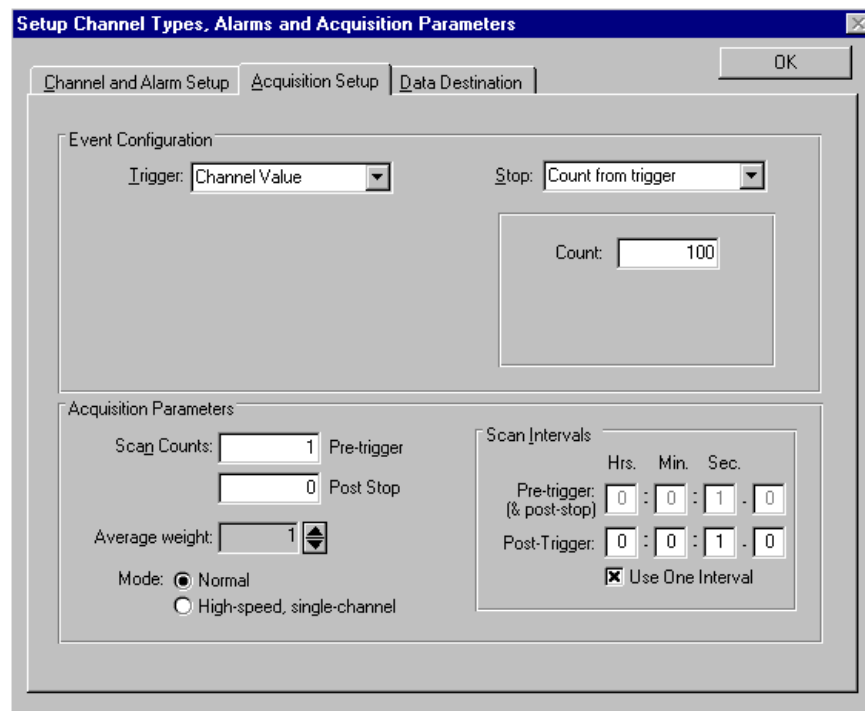 Setup Channel Types, Alarms and Acquisition Parameters
OK
Channel and Alarm Setup Acquisition Setup Data Destination
Event Configuration
Trigger: Channel Value Stop: Count from trigger
Count: 100
Acquisition Parameters
Scan Counts: 1 Pre-trigger
0 Post Stop
Average weight: 1
Mode: Normal
High-speed, single-channel
Scan Intervals
Hrs. Min. Sec.
Pre-trigger: 0 : 0 : 1 . 0
(& post-stop)
Post-Trigger: 0 : 0 : 1 . 0
Use One Interval